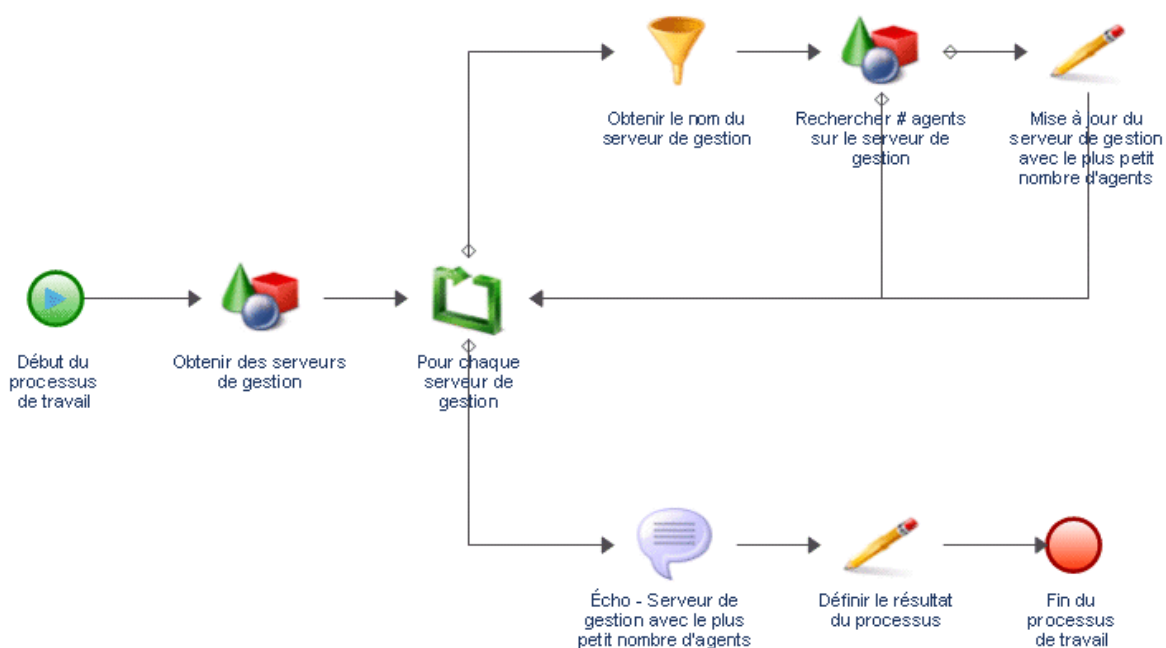 Obtenir le nom du
serveur de gestion
Rechercher # agents
sur le serveur de
gestion
Mise à jour du
serveur de gestion
avec le plus petit
nombre d'agents
Début du
processus
de travail
Obtenir des serveurs
de gestion
Pour chaque
serveur de
gestion
Écho - Serveur de
gestion avec le plus
petit nombre d'agents
Définir le résultat
du processus
Fin du
processus
de travail